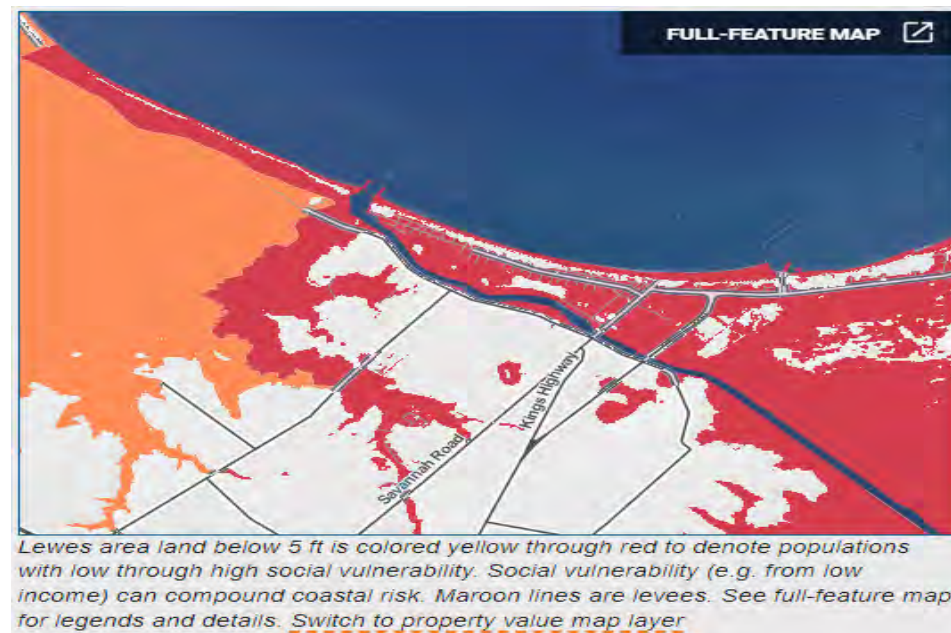 FULL-FEATURE MAP
Kings Highway
Savannah Road
Lewes area land below 5 ft is colored yellow through red to denote populations
with low through high social vulnerability. Social vulnerability (e.g. from low
income) can compound coastal risk. Maroon lines are levees. See full-feature map
for legends and details. Switch to property value map layer